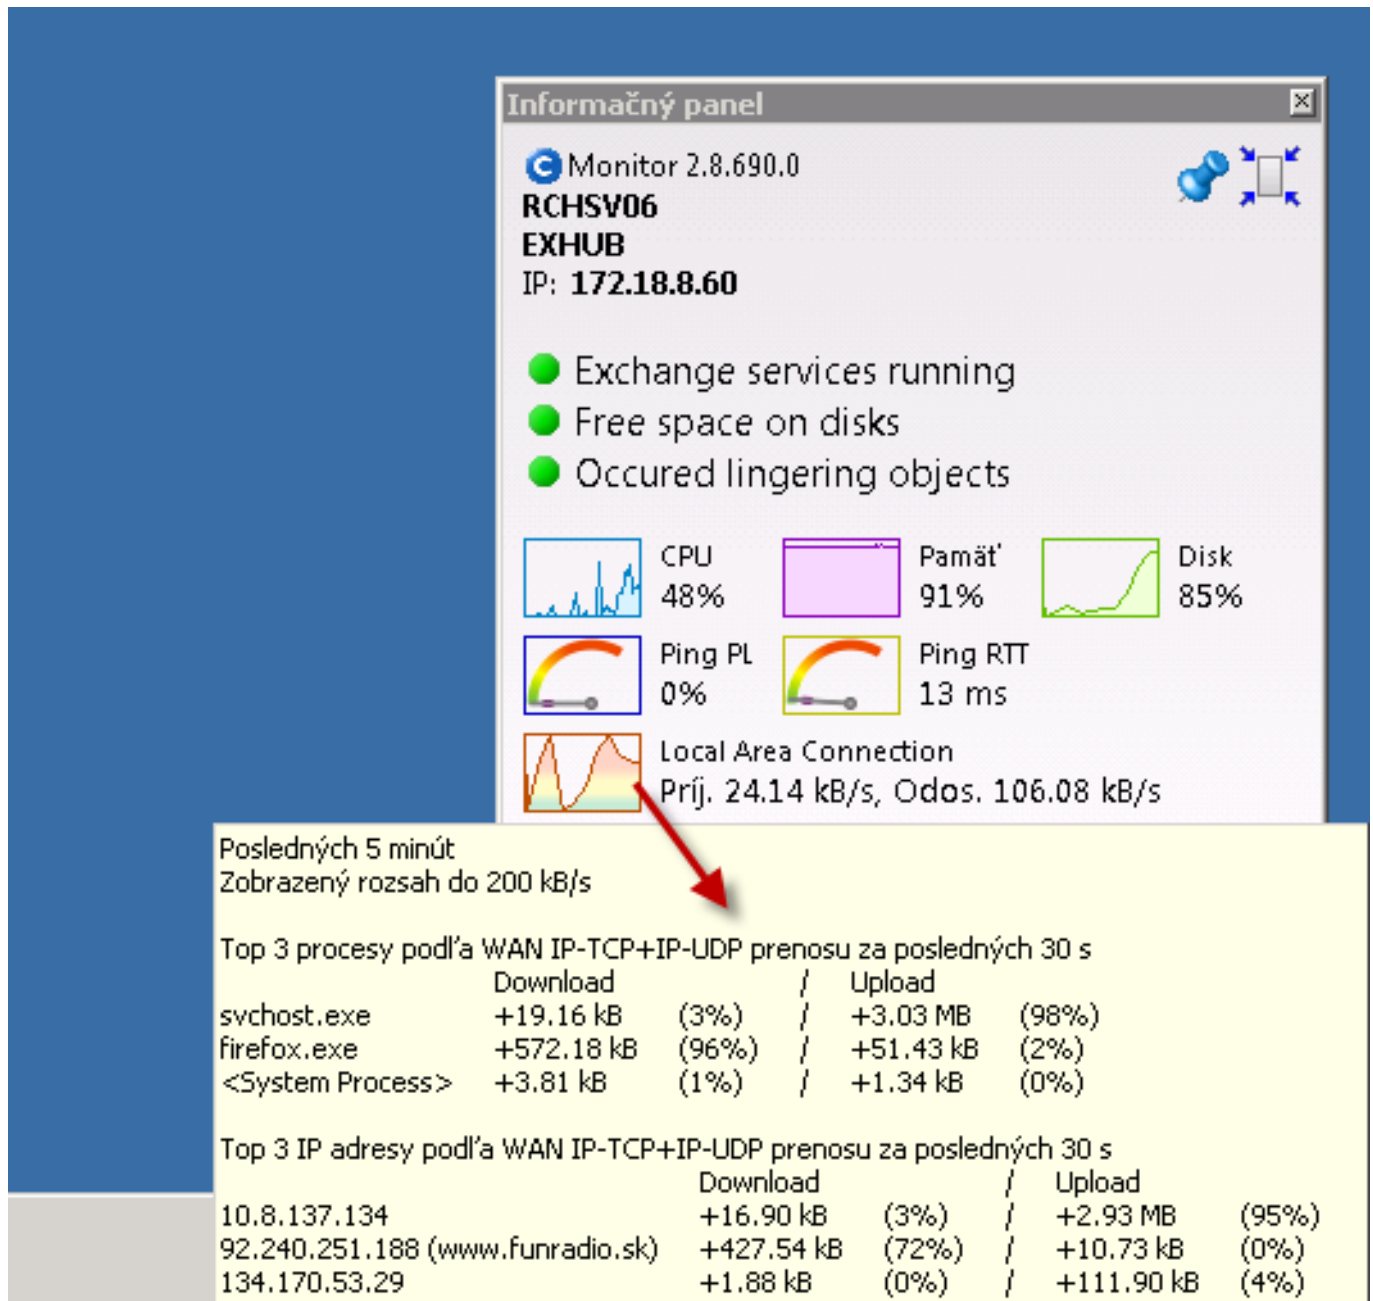 Informačný panel
Monitor 2.8.690.0
RCHSV06
EXHUB
IP: 172.18.8.60
Exchange services running
Free space on disks
Occured lingering objects
CPU Pamäť Disk
48% 91% 85%
Ping PL Ping RTT
0% 13 ms
Local Area Connection
Príj. 24.14 kB/s, Odos. 106.08 kB/s
Posledných 5 minút
Zobrazený rozsah do 200 kB/s
Top 3 procesy podľa WAN IP-TCP+IP-UDP prenosu za posledných 30 s
Download / Upload
svchost.exe +19.16 kB (3%) / +3.03 MB (98%)
firefox.exe +572.18 kB (96%) / +51.43 kB (2%)
<System Process> +3.81 kB (1%) / +1.34 kB (0%)
Top 3 IP adresy podľa WAN IP-TCP+IP-UDP prenosu za posledných 30 s
Download / Upload
10.8.137.134 +16.90 kB (3%) / +2.93 MB (95%)
92.240.251.188 (www.funradio.sk) +427.54 kB (72%) / +10.73 kB (0%)
134.170.53.29 +1.88 kB (0%) / +111.90 kB (4%)